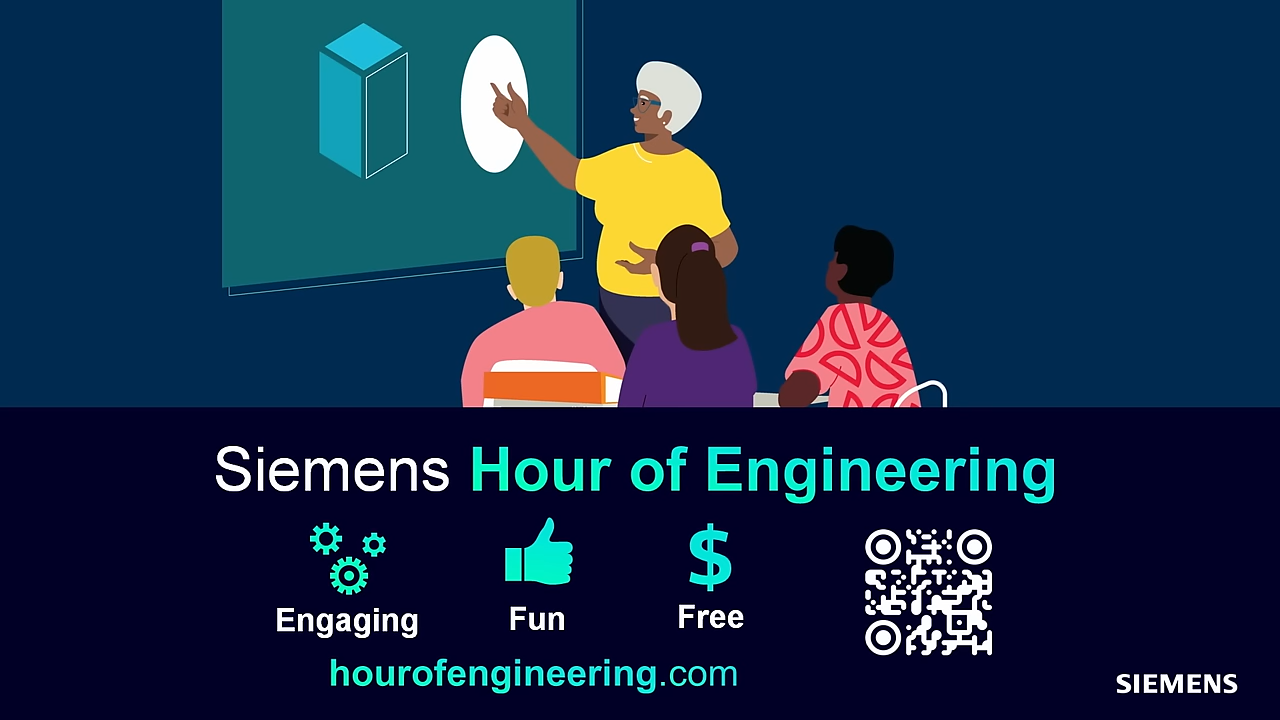 Siemens Hour of Engineering
Engaging
Fun
$
Free
hourofengineering.com
SIEMENS